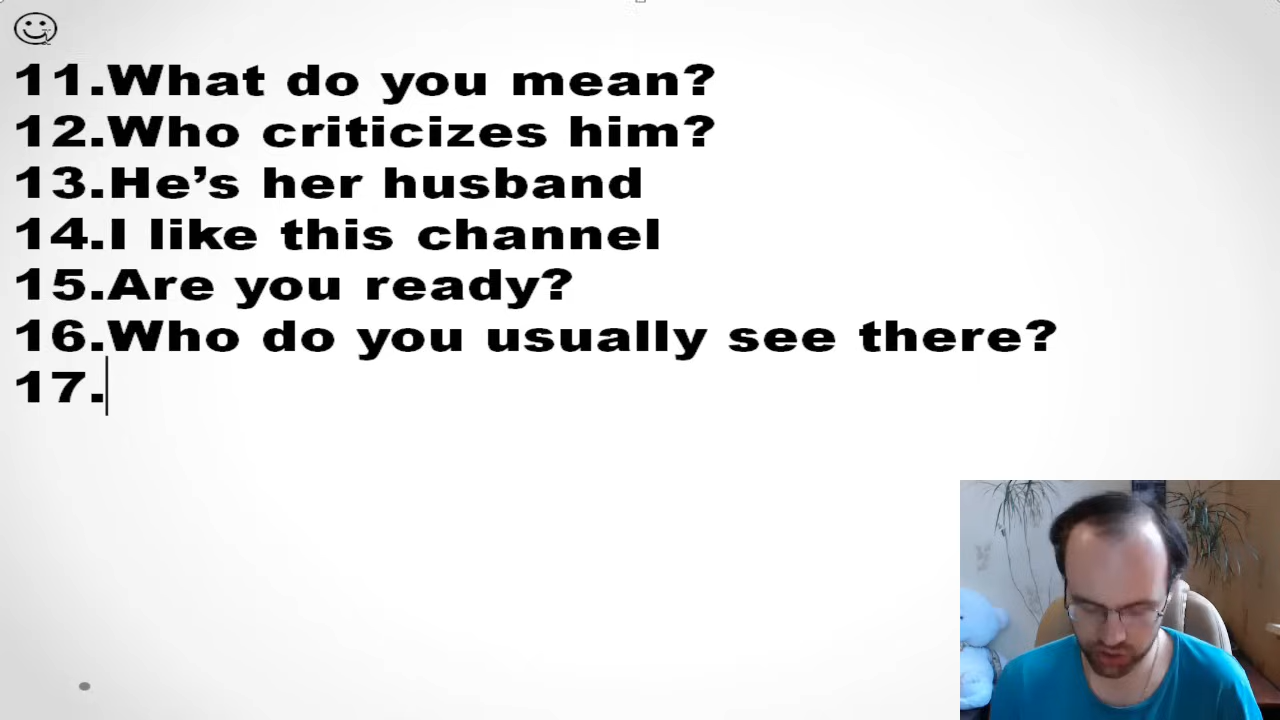 11.What do you mean?
12.Who criticizes him?
13.He’s her husband
14.I like this channel
15.Are you ready?
16.Who do you usually see there?
17.